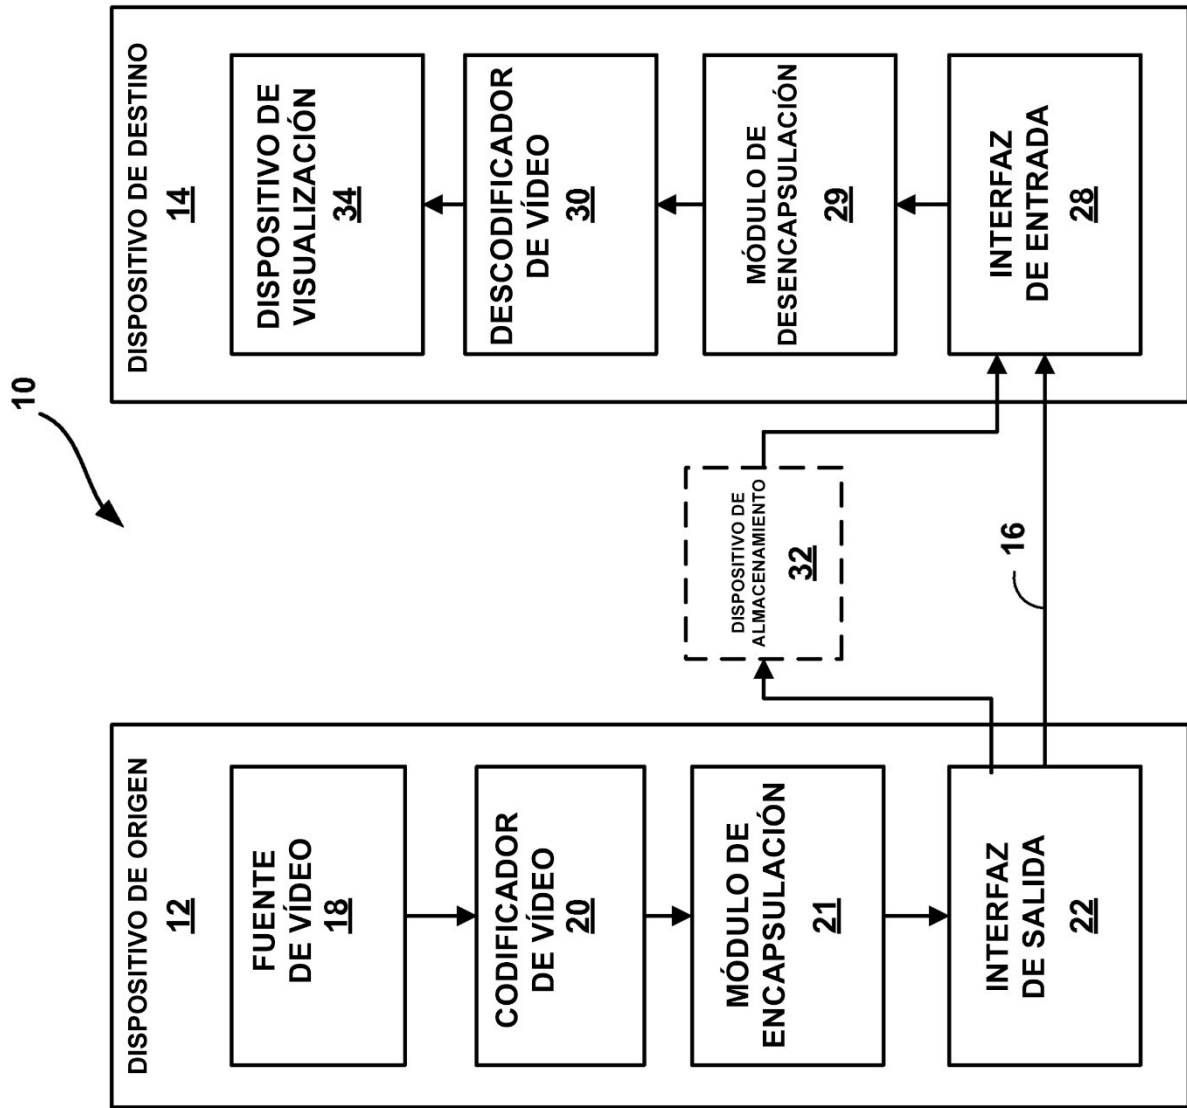 10
DISPOSITIVO DE ORIGEN
12
FUENTE
DE VÍDEO
18
CODIFICADOR
DE VÍDEO
20
MÓDULO DE
ENCAPSULACIÓN
21
INTERFAZ
DE SALIDA
22
DISPOSITIVO DE
ALMACENAMIENTO
32
16
DISPOSITIVO DE DESTINO
14
DISPOSITIVO DE
VISUALIZACIÓN
34
DESCODIFICADOR
DE VÍDEO
30
MÓDULO DE
DESENCAPSULACIÓN
29
INTERFAZ
DE ENTRADA
28